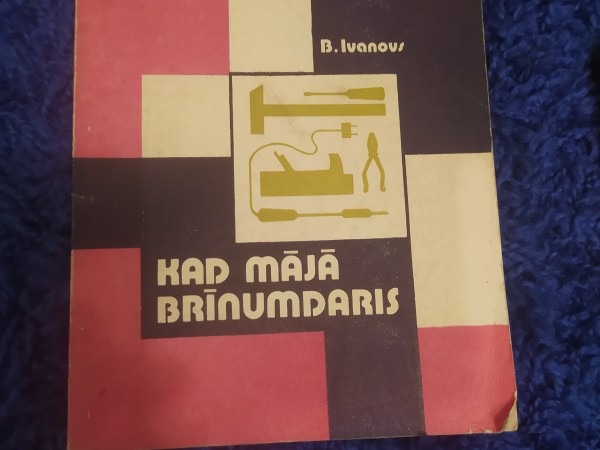 B. Ivanovs
KAD MĀJĀ
BRĪNUMDARIS